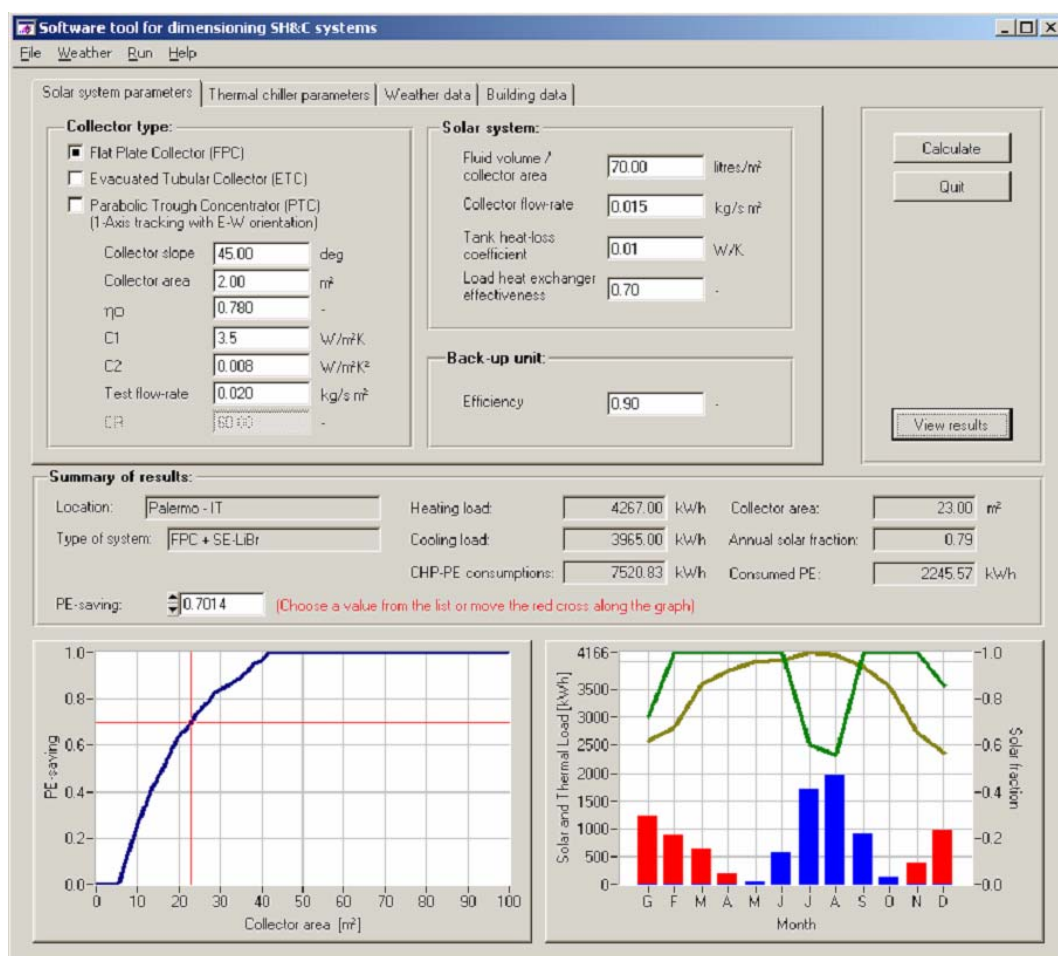 Software tool for dimensioning SH&C systems
File Weather Run Help
Solar system parameters Thermal chiller parameters Weather data Building data
Collector type:
Flat Plate Collector (FPC)
Evacuated Tubular Collector (ETC)
Parabolic Trough Concentrator (PTC)
(1-Axis tracking with E-W orientation)
Collector slope 45.00 deg
Collector area 2.00 m²
ηo 0.780 -
C1 3.5 W/m²K
C2 0.008 W/m²K²
Test flow-rate 0.020 kg/s m²
CR 60.00 -
Solar system:
Fluid volume /
collector area 70.00 litres/m²
Collector flow-rate 0.015 kg/s m²
Tank heat-loss
coefficient 0.01 W/K
Load heat exchanger
effectiveness 0.70 -
Back-up unit:
Efficiency 0.90 -
Calculate
Quit
View results
Summary of results:
Location: Palermo - IT Heating load: 4267.00 kWh Collector area: 23.00 m²
Type of system: FPC + SE-LiBr Cooling load: 3965.00 kWh Annual solar fraction: 0.79
CHP-PE consumptions: 7520.83 kWh Consumed PE: 2245.57 kWh
PE-saving: 0.7014 (Choose a value from the list or move the red cross along the graph)
1.0
0.8
0.6
0.4
0.2
0.0
PE-saving
0 10 20 30 40 50 60 70 80 90 100
Collector area [m²]
4166
3500
3000
2500
2000
1500
1000
500
0
Solar and Thermal Load [kWh]
1.0
0.8
0.6
0.4
0.2
0.0
Solar fraction
G F M A M J J A S O N D
Month